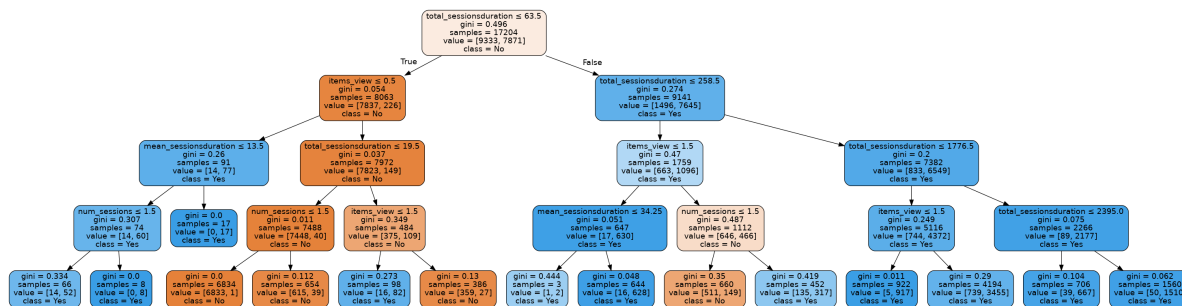 total_sessionsduration ≤ 63.5
gini = 0.496
samples = 17204
value = [9333, 7871]
class = No
True
False
items_view ≤ 0.5
gini = 0.054
samples = 8063
value = [7837, 226]
class = No
total_sessionsduration ≤ 258.5
gini = 0.274
samples = 9141
value = [1496, 7645]
class = Yes
mean_sessionsduration ≤ 13.5
gini = 0.26
samples = 91
value = [14, 77]
class = Yes
total_sessionsduration ≤ 19.5
gini = 0.037
samples = 7972
value = [7823, 149]
class = No
items_view ≤ 1.5
gini = 0.47
samples = 1759
value = [663, 1096]
class = Yes
total_sessionsduration ≤ 1776.5
gini = 0.2
samples = 7382
value = [833, 6549]
class = Yes
num_sessions ≤ 1.5
gini = 0.307
samples = 74
value = [14, 60]
class = Yes
gini = 0.0
samples = 17
value = [0, 17]
class = Yes
num_sessions ≤ 1.5
gini = 0.011
samples = 7488
value = [7448, 40]
class = No
items_view ≤ 1.5
gini = 0.349
samples = 484
value = [375, 109]
class = No
mean_sessionsduration ≤ 34.25
gini = 0.051
samples = 647
value = [17, 630]
class = Yes
num_sessions ≤ 1.5
gini = 0.487
samples = 1112
value = [646, 466]
class = No
items_view ≤ 1.5
gini = 0.249
samples = 5116
value = [744, 4372]
class = Yes
total_sessionsduration ≤ 2395.0
gini = 0.075
samples = 2266
value = [89, 2177]
class = Yes
gini = 0.334
samples = 66
value = [14, 52]
class = Yes
gini = 0.0
samples = 8
value = [0, 8]
class = Yes
gini = 0.0
samples = 6834
value = [6833, 1]
class = No
gini = 0.112
samples = 654
value = [615, 39]
class = No
gini = 0.273
samples = 98
value = [16, 82]
class = Yes
gini = 0.13
samples = 386
value = [359, 27]
class = No
gini = 0.444
samples = 3
value = [1, 2]
class = Yes
gini = 0.048
samples = 644
value = [16, 628]
class = Yes
gini = 0.35
samples = 660
value = [511, 149]
class = No
gini = 0.419
samples = 452
value = [135, 317]
class = Yes
gini = 0.011
samples = 922
value = [5, 917]
class = Yes
gini = 0.29
samples = 4194
value = [739, 3455]
class = Yes
gini = 0.104
samples = 706
value = [39, 667]
class = Yes
gini = 0.062
samples = 1560
value = [50, 1510
class = Yes